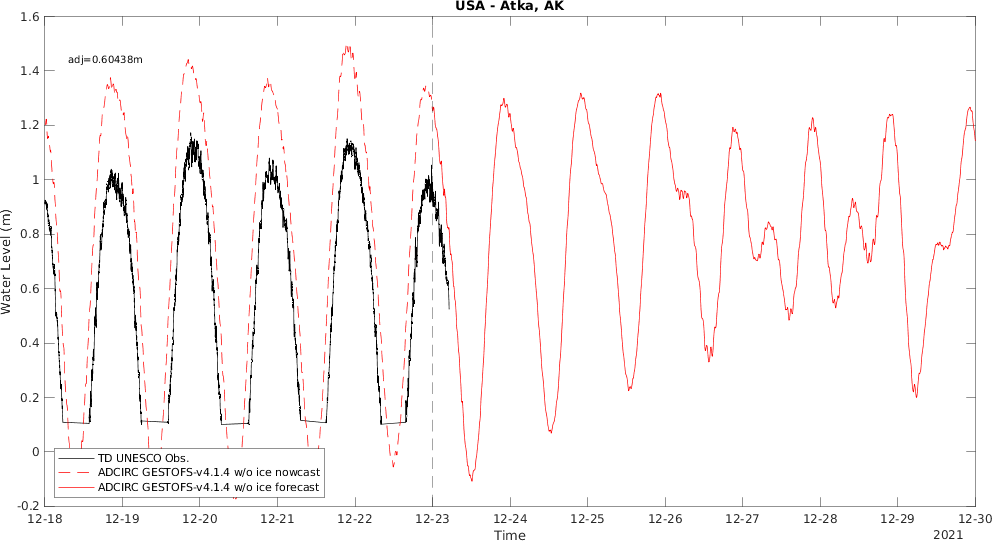 USA - Atka, AK
adj=0.60438m
Water Level (m)
1.6
1.4
1.2
1
0.8
0.6
0.4
0.2
0
-0.2
TD UNESCO Obs.
ADCIRC GESTOFS-v4.1.4 w/o ice nowcast
ADCIRC GESTOFS-v4.1.4 w/o ice forecast
12-18 12-19 12-20 12-21 12-22 12-23 12-24 12-25 12-26 12-27 12-28 12-29 12-30
Time
2021